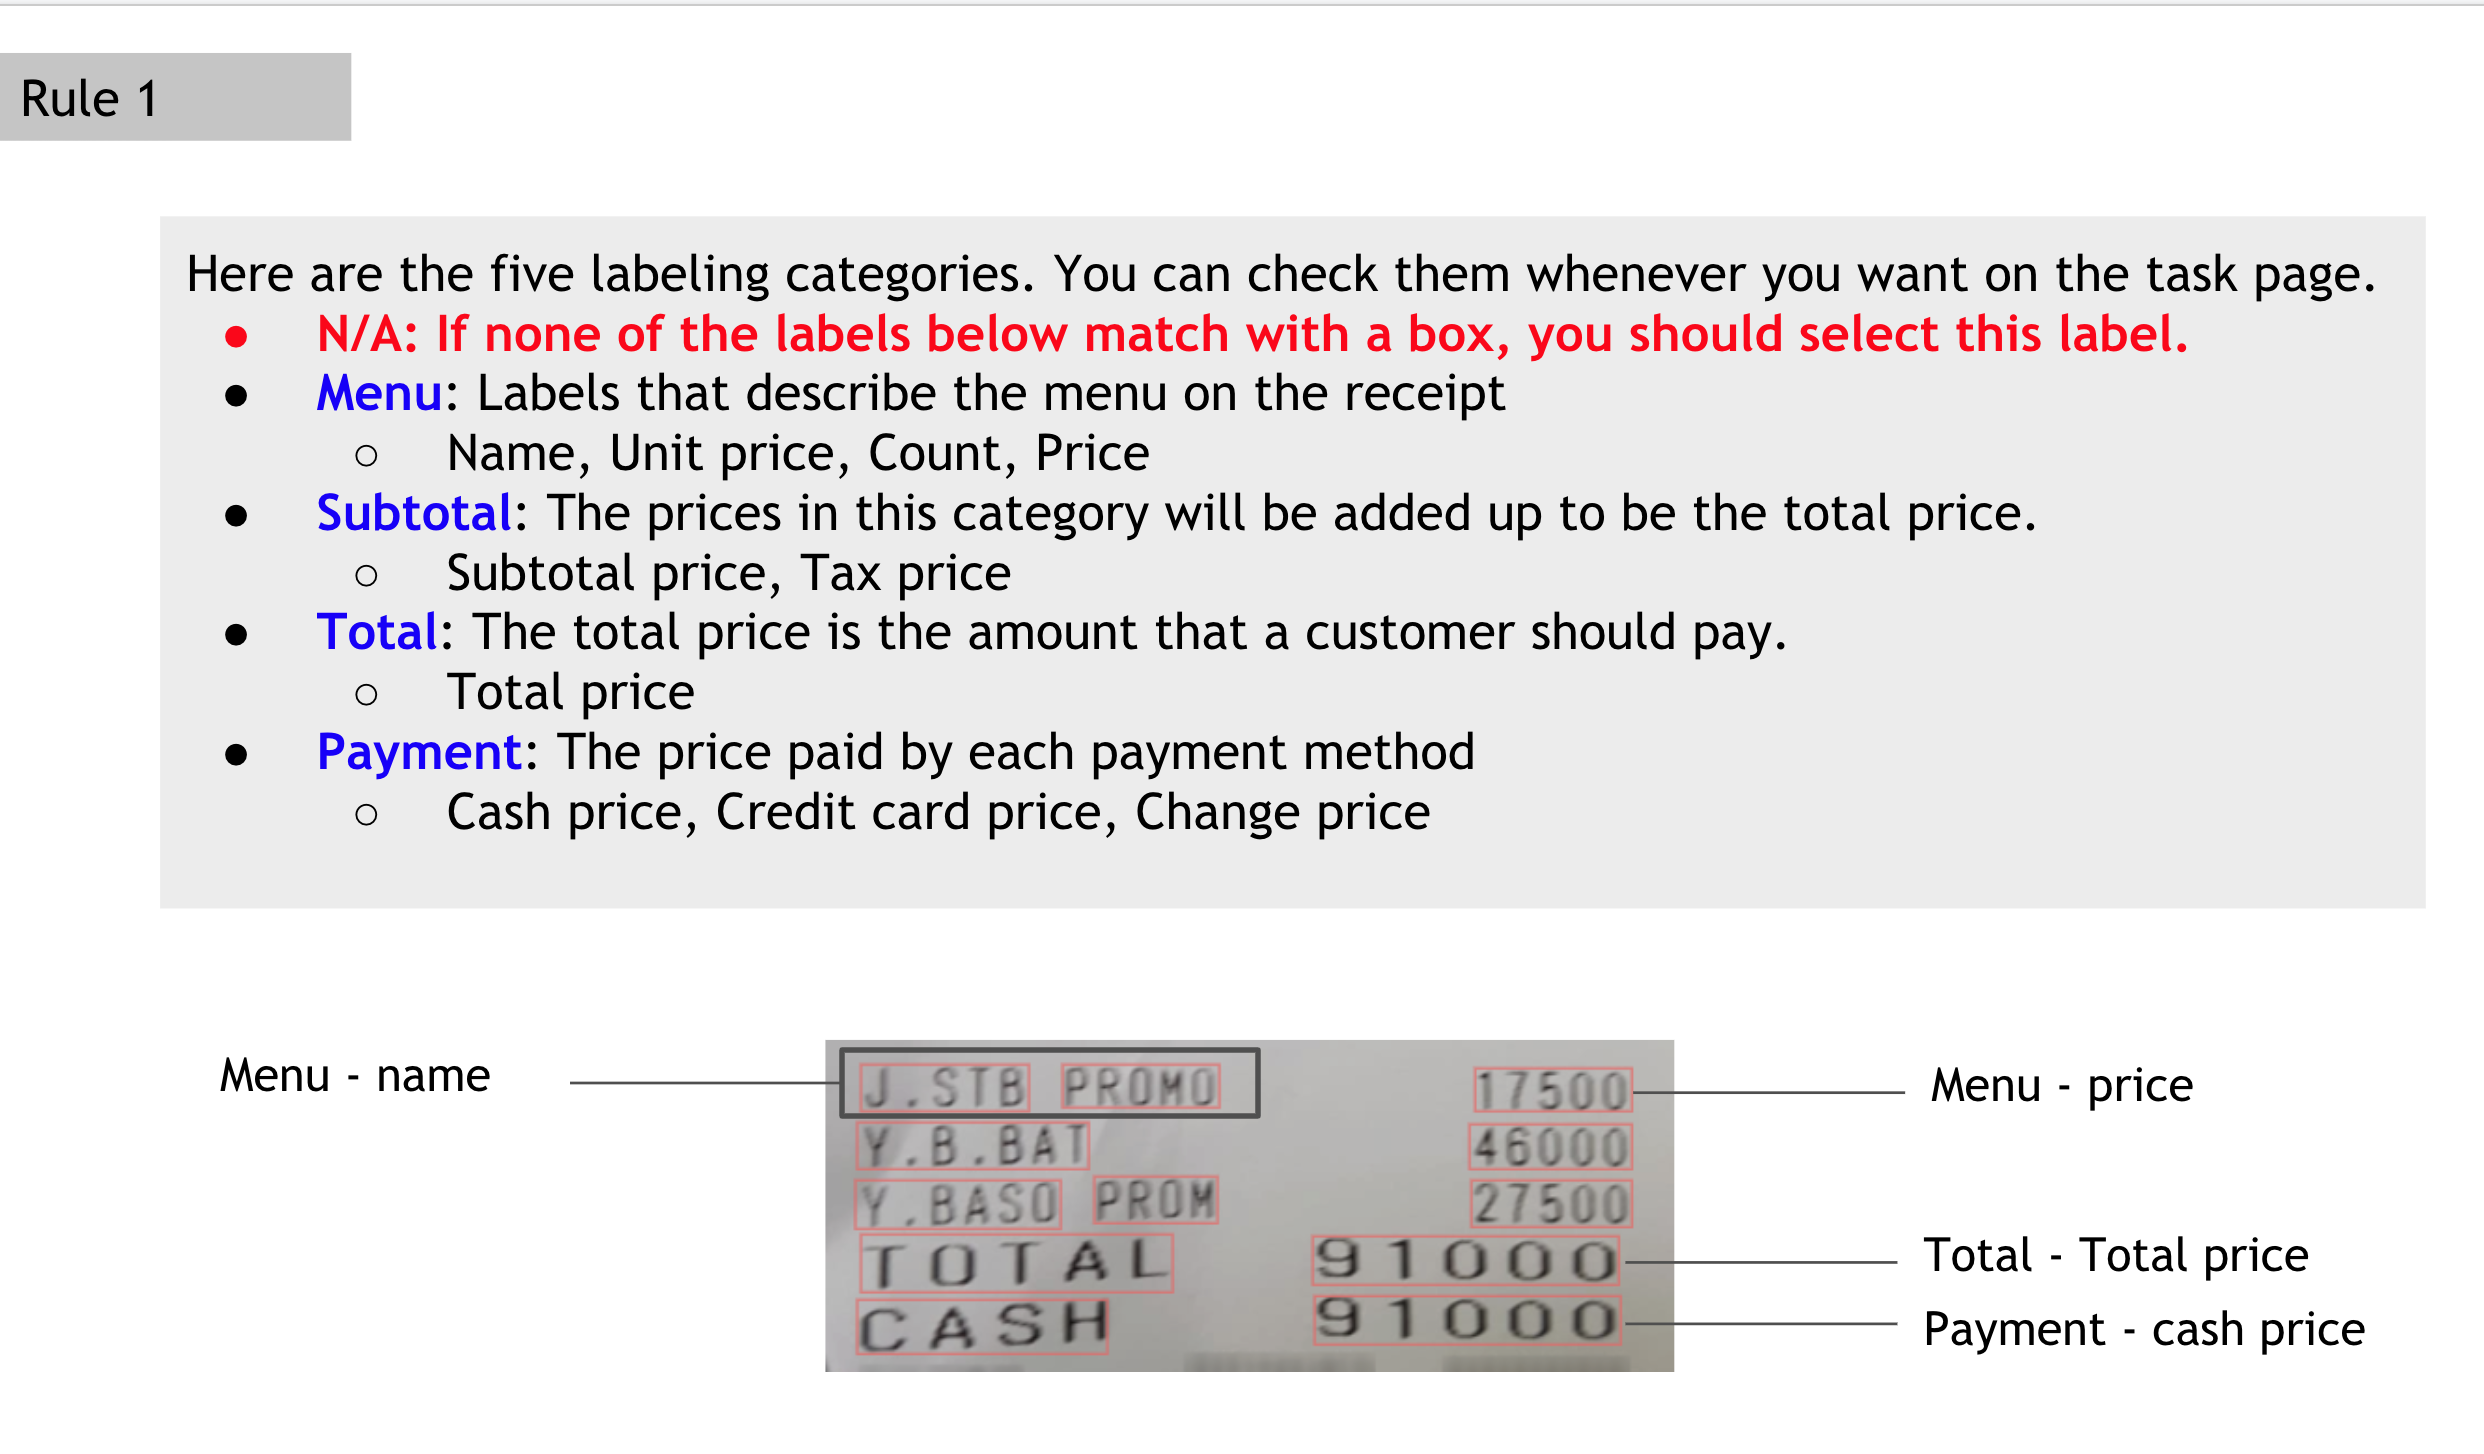 Rule 1
Here are the five labeling categories. You can check them whenever you want on the task page.
● N/A: If none of the labels below match with a box, you should select this label.
● Menu: Labels that describe the menu on the receipt
○ Name, Unit price, Count, Price
● Subtotal: The prices in this category will be added up to be the total price.
○ Subtotal price, Tax price
● Total: The total price is the amount that a customer should pay.
○ Total price
● Payment: The price paid by each payment method
○ Cash price, Credit card price, Change price
Menu - name
J.STB PROMO 17500
Menu - price
Y.B.BAT 46000
Y.BASO PROM 27500
TOTAL 91000
Total - Total price
CASH 91000
Payment - cash price